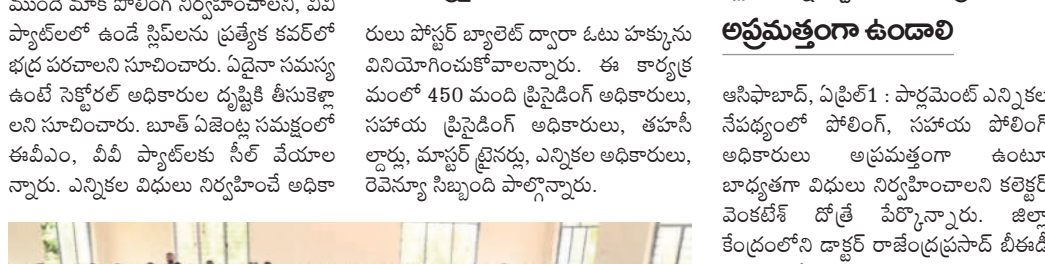 ముందే మాక్ పోలింగ్ నిర్వహించాలని, వీవీ
ప్యాట్‌లలో ఉండే స్లిప్‌లను ప్రత్యేక కవర్‌లో
భద్ర పరచాలని సూచించారు. ఏదైనా సమస్య
ఉంటే సెక్టోరల్ అధికారుల దృష్టికి తీసుకెళ్లా
లని సూచించారు. బూత్ ఏజెంట్ల సమక్షంలో
ఈవీఎం, వీవీ ప్యాట్‌లకు సీల్ వేయాల
న్నారు. ఎన్నికల విధులు నిర్వహించే అధికా
రులు పోస్టర్ బ్యాలెట్ ద్వారా ఓటు హక్కును
వినియోగించుకోవాలన్నారు. ఈ కార్యక్ర
మంలో 450 మంది ప్రిసైడింగ్ అధికారులు,
సహాయ ప్రిసైడింగ్ అధికారులు, తహసీ
ల్దార్లు, మాస్టర్ ట్రైనర్లు, ఎన్నికల అధికారులు,
రెవెన్యూ సిబ్బంది పాల్గొన్నారు.
అప్రమత్తంగా ఉండాలి
ఆసిఫాబాద్, ఏప్రిల్1 : పార్లమెంట్ ఎన్నికల
నేపథ్యంలో పోలింగ్, సహాయ పోలింగ్
అధికారులు అప్రమత్తంగా ఉంటూ
బాధ్యతగా విధులు నిర్వహించాలని కలెక్టర్
వెంకటేశ్ దోత్రే పేర్కొన్నారు. జిల్లా
కేంద్రంలోని డాక్టర్ రాజేంద్రప్రసాద్ బీఈడీ